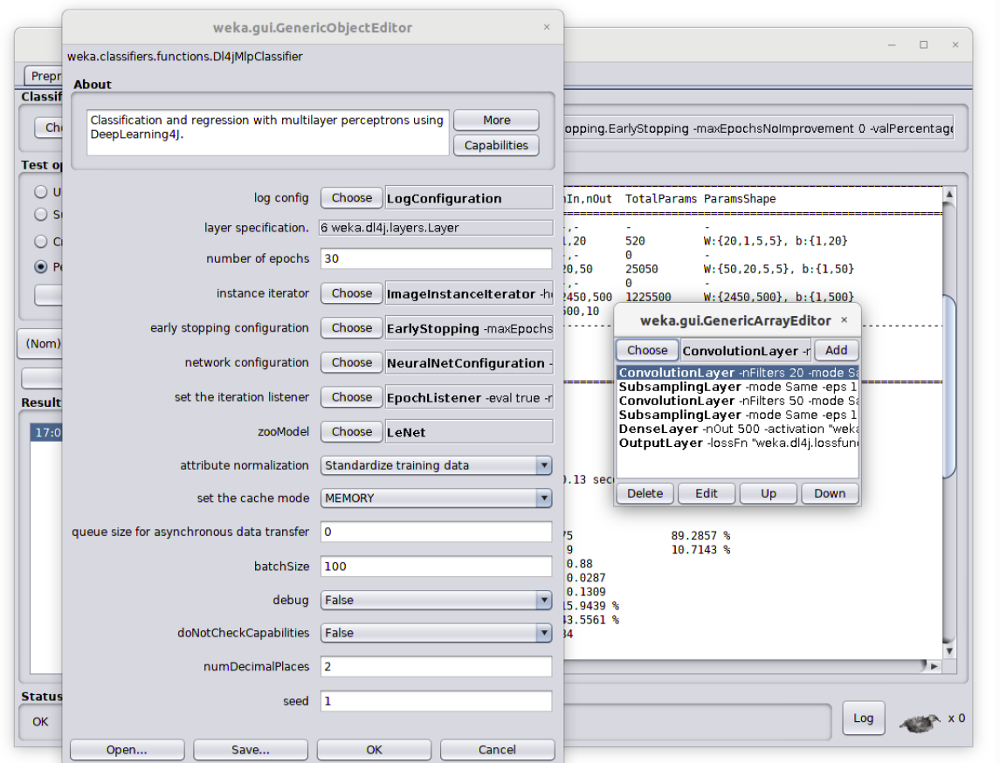 weka.gui.GenericObjectEditor ×
weka.classifiers.functions.Dl4jMlpClassifier
About
Classification and regression with multilayer perceptrons using
DeepLearning4J.
More
Capabilities
log config Choose LogConfiguration
layer specification. 6 weka.dl4j.layers.Layer
number of epochs 30
instance iterator Choose ImageInstanceIterator -h
early stopping configuration Choose EarlyStopping -maxEpochs
network configuration Choose NeuralNetConfiguration -
set the iteration listener Choose EpochListener -eval true -r
zooModel Choose LeNet
attribute normalization Standardize training data
set the cache mode MEMORY
queue size for asynchronous data transfer 0
batchSize 100
debug False
doNotCheckCapabilities False
numDecimalPlaces 2
seed 1
Open... Save... OK Cancel
Prepr
Classif
Ch
opping.EarlyStopping -maxEpochsNoImprovement 0 -valPercentage
Test op
U
Su
C
Pe
(Nom)
Result
17:0
nIn,nOut TotalParams ParamsShape
-,- - -
1,20 520 W:{20,1,5,5}, b:{1,20}
-,- 0 -
20,50 25050 W:{50,20,5,5}, b:{1,50}
-,- 0 -
2450,500 1225500 W:{2450,500}, b:{1,500}
500,10
0.13 sec
75 89.2857 %
9 10.7143 %
0.88
0.0287
0.1309
15.9439 %
43.5561 %
84
weka.gui.GenericArrayEditor ×
Choose ConvolutionLayer -r Add
ConvolutionLayer -nFilters 20 -mode Sa
SubsamplingLayer -mode Same -eps 1
ConvolutionLayer -nFilters 50 -mode Sa
SubsamplingLayer -mode Same -eps 1
DenseLayer -nOut 500 -activation "weka
OutputLayer -lossFn "weka.dl4j.lossfun
Delete Edit Up Down
Status
OK
Log
x 0